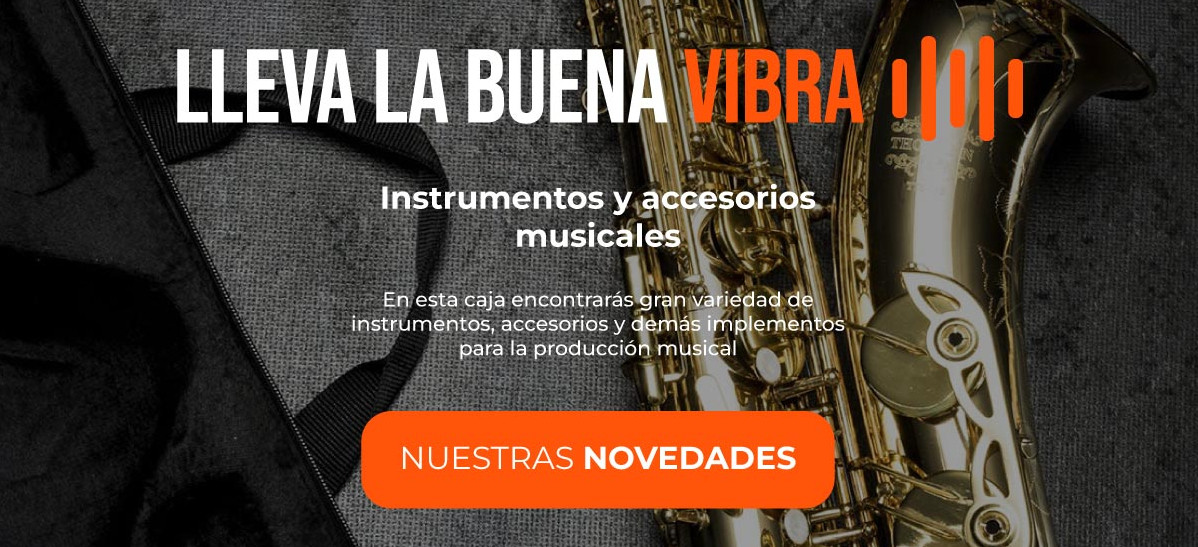 LLEVA LA BUENA VIBRA
Instrumentos y accesorios
musicales
En esta caja encontrarás gran variedad de
instrumentos, accesorios y demás implementos
para la producción musical
NUESTRAS NOVEDADES